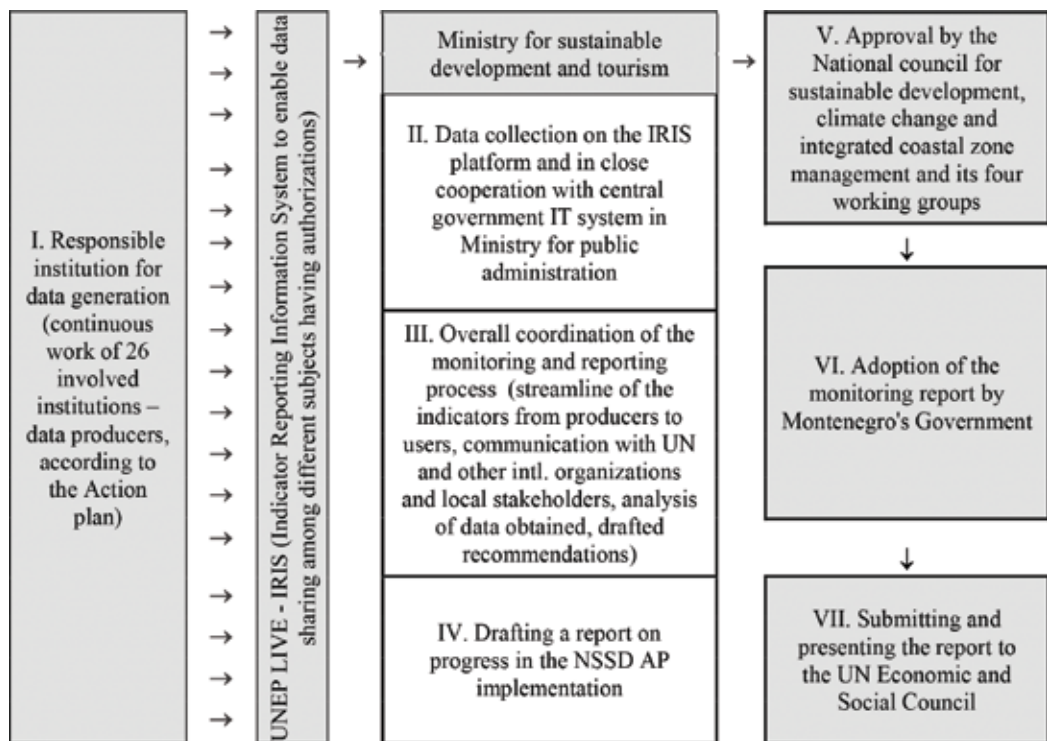 I. Responsible
institution for
data generation
(continuous
work of 26
involved
institutions –
data producers,
according to
the Action
plan)
UNEP LIVE - IRIS (Indicator Reporting Information System to enable data
sharing among different subjects having authorizations)
Ministry for sustainable
development and tourism
II. Data collection on the IRIS
platform and in close
cooperation with central
government IT system in
Ministry for public
administration
III. Overall coordination of the
monitoring and reporting
process (streamline of the
indicators from producers to
users, communication with UN
and other intl. organizations
and local stakeholders, analysis
of data obtained, drafted
recommendations)
IV. Drafting a report on
progress in the NSSD AP
implementation
V. Approval by the
National council for
sustainable development,
climate change and
integrated coastal zone
management and its four
working groups
VI. Adoption of the
monitoring report by
Montenegro's Government
VII. Submitting and
presenting the report to
the UN Economic and
Social Council